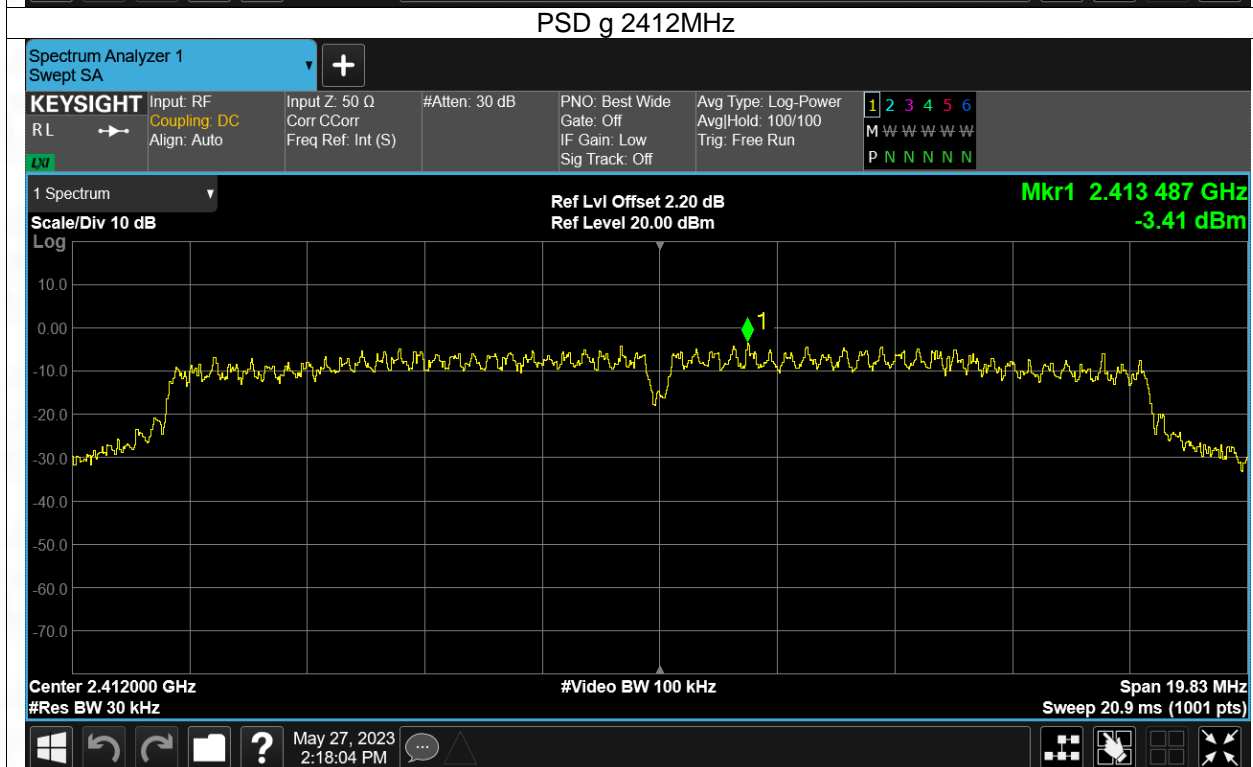 PSD g 2412MHz
Spectrum Analyzer 1
Swept SA
KEYSIGHT
R L
LXI
Input: RF
Coupling: DC
Align: Auto
Input Z: 50 Ω
Corr CCorr
Freq Ref: Int (S)
#Atten: 30 dB
PNO: Best Wide
Gate: Off
IF Gain: Low
Sig Track: Off
Avg Type: Log-Power
Avg|Hold: 100/100
Trig: Free Run
1 2 3 4 5 6
M W W W W W
P N N N N N
1 Spectrum
Scale/Div 10 dB
Ref Lvl Offset 2.20 dB
Ref Level 20.00 dBm
Mkr1 2.413 487 GHz
-3.41 dBm
Log
10.0
0.00
-10.0
-20.0
-30.0
-40.0
-50.0
-60.0
-70.0
1
Center 2.412000 GHz
#Res BW 30 kHz
#Video BW 100 kHz
Span 19.83 MHz
Sweep 20.9 ms (1001 pts)
?
May 27, 2023
2:18:04 PM